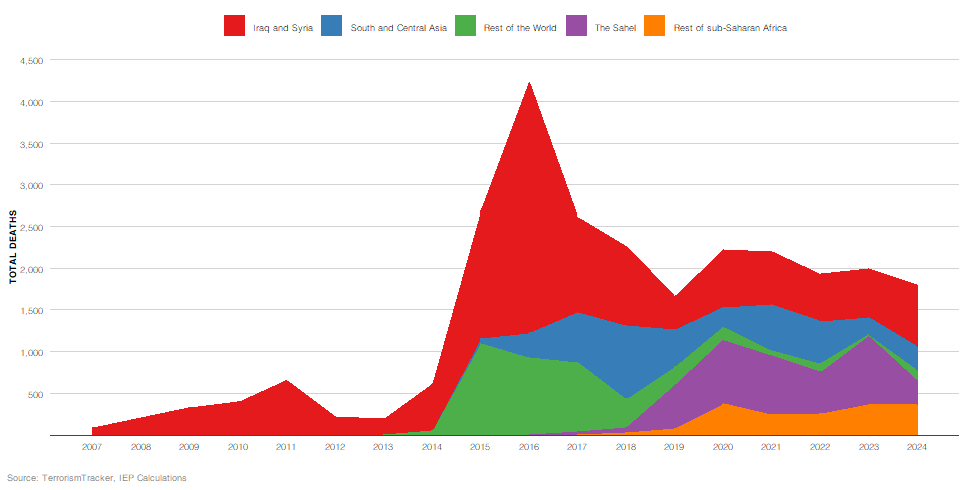 Iraq and Syria South and Central Asia Rest of the World The Sahel Rest of sub-Saharan Africa
4,500
4,000
3,500
3,000
2,500
2,000
1,500
1,000
500
TOTAL DEATHS
2007 2008 2009 2010 2011 2012 2013 2014 2015 2016 2017 2018 2019 2020 2021 2022 2023 2024
Source: TerrorismTracker, IEP Calculations